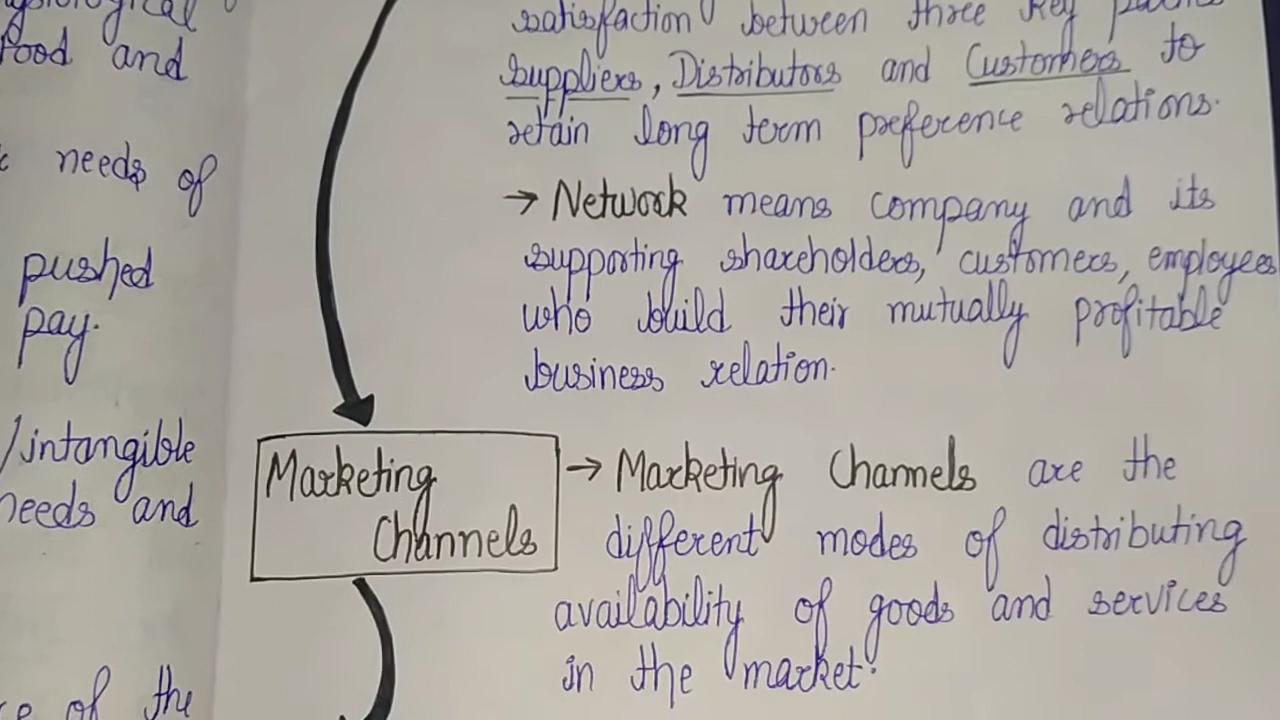 food and
needs of
pushed
pay.
/intangible
needs and
of the
satisfaction between three key
suppliers, Distributors and Customers to
retain long term preference relations.
→ Network means company and its
supporting shareholders, customers, employees
who build their mutually profitable
business relation.
Marketing
Channels
→ Marketing Channels are the
different modes of distributing
availability of goods and services
in the market.